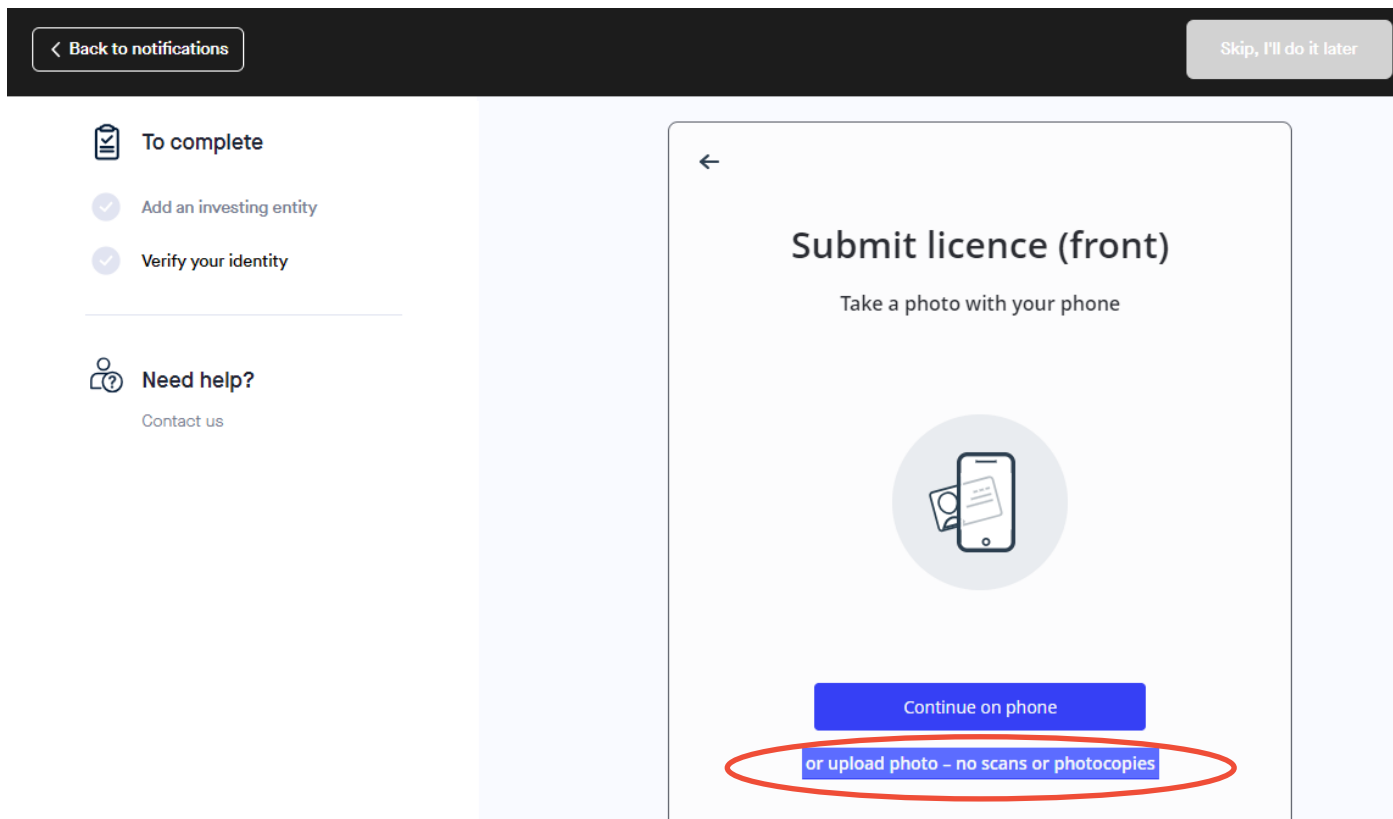 Back to notifications
Skip, I'll do it later
To complete
Add an investing entity
Verify your identity
Need help?
Contact us
Submit licence (front)
Take a photo with your phone
Continue on phone
or upload photo – no scans or photocopies